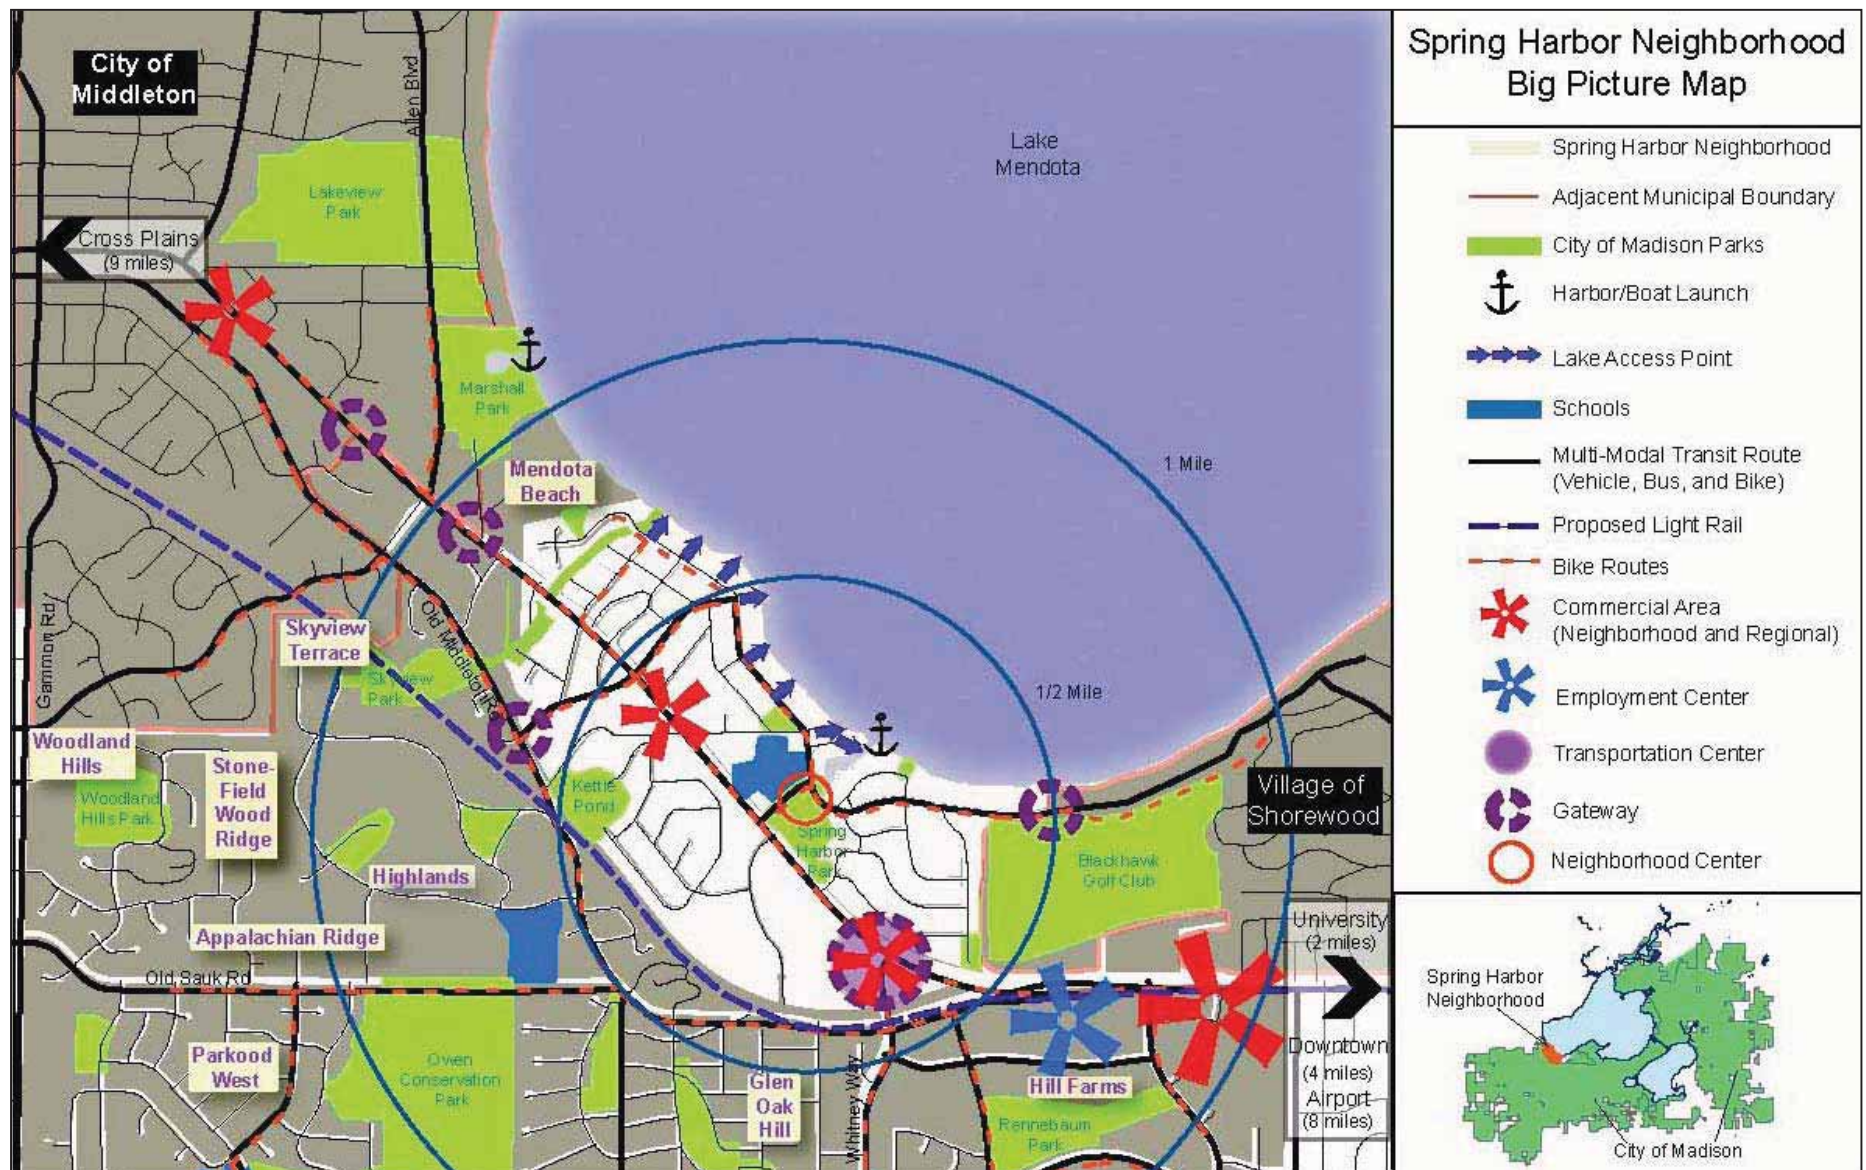 City of
Middleton
Allen Blvd
Lake
Mendota
Lakeview
Park
Cross Plains
(9 miles)
Marshall
Park
1 Mile
Mendota
Beach
Gammon Rd
Skyview
Terrace
Old Middleton Rd
Skyview
Park
1/2 Mile
Woodland
Hills
Stone-
Field
Wood
Ridge
Woodland
Hills Park
Kettle
Pond
Village of
Shorewood
Spring
Harbor
Park
Blackhawk
Golf Club
Highlands
Appalachian Ridge
University
(2 miles)
Old Sauk Rd
Parkood
West
Owen
Conservation
Park
Glen
Oak
Hill
Whitney Way
Hill Farms
Rennebaum
Park
Downtown
(4 miles)
Airport
(8 miles)
Spring Harbor Neighborhood
Big Picture Map
Spring Harbor Neighborhood
Adjacent Municipal Boundary
City of Madison Parks
Harbor/Boat Launch
Lake Access Point
Schools
Multi-Modal Transit Route
(Vehicle, Bus, and Bike)
Proposed Light Rail
Bike Routes
Commercial Area
(Neighborhood and Regional)
Employment Center
Transportation Center
Gateway
Neighborhood Center
Spring Harbor
Neighborhood
City of Madison